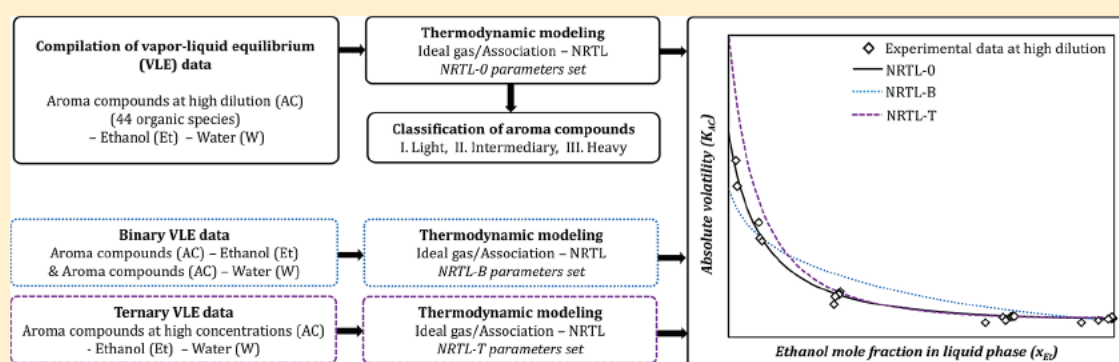 Compilation of vapor-liquid equilibrium
(VLE) data
Aroma compounds at high dilution (AC)
(44 organic species)
– Ethanol (Et) – Water (W)
Thermodynamic modeling
Ideal gas/Association – NRTL
NRTL-0 parameters set
Classification of aroma compounds
I. Light, II. Intermediary, III. Heavy
Binary VLE data
Aroma compounds (AC) – Ethanol (Et)
& Aroma compounds (AC) – Water (W)
Thermodynamic modeling
Ideal gas/Association – NRTL
NRTL-B parameters set
Ternary VLE data
Aroma compounds at high concentrations (AC)
- Ethanol (Et) – Water (W)
Thermodynamic modeling
Ideal gas/Association – NRTL
NRTL-T parameters set
Absolute volatility (K_AC)
Experimental data at high dilution
NRTL-0
NRTL-B
NRTL-T
Ethanol mole fraction in liquid phase (x_Et)